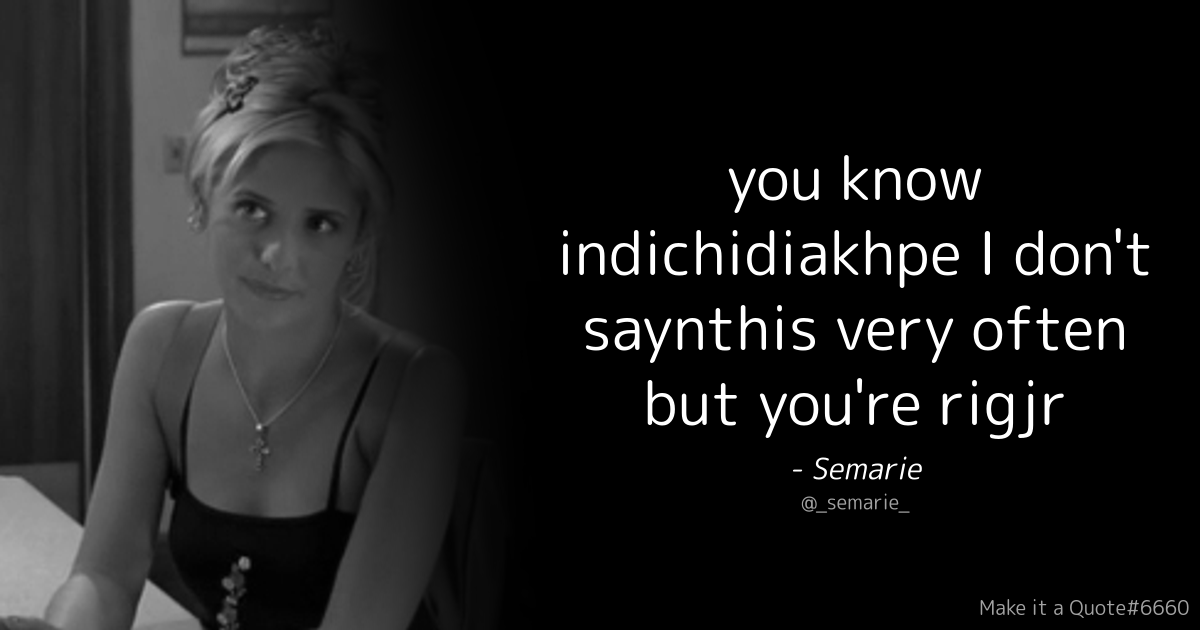 you know
indichidiakhpe I don't
saynthis very often
but you're rigjr
- Semarie
@_semarie_
Make it a Quote#6660